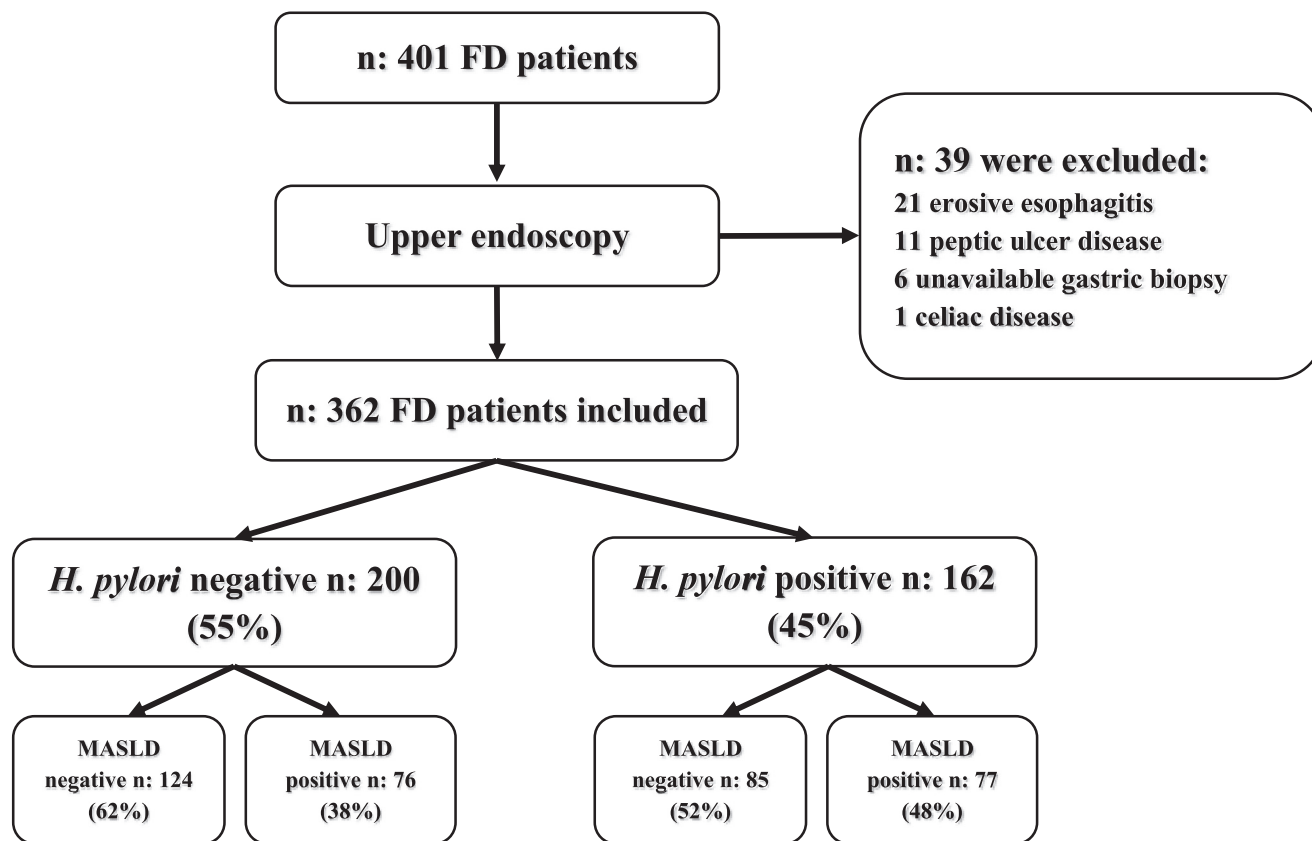 n: 401 FD patients
n: 39 were excluded:
21 erosive esophagitis
11 peptic ulcer disease
6 unavailable gastric biopsy
1 celiac disease
Upper endoscopy
n: 362 FD patients included
H. pylori negative n: 200
(55%)
H. pylori positive n: 162
(45%)
MASLD
negative n: 124
(62%)
MASLD
positive n: 76
(38%)
MASLD
negative n: 85
(52%)
MASLD
positive n: 77
(48%)